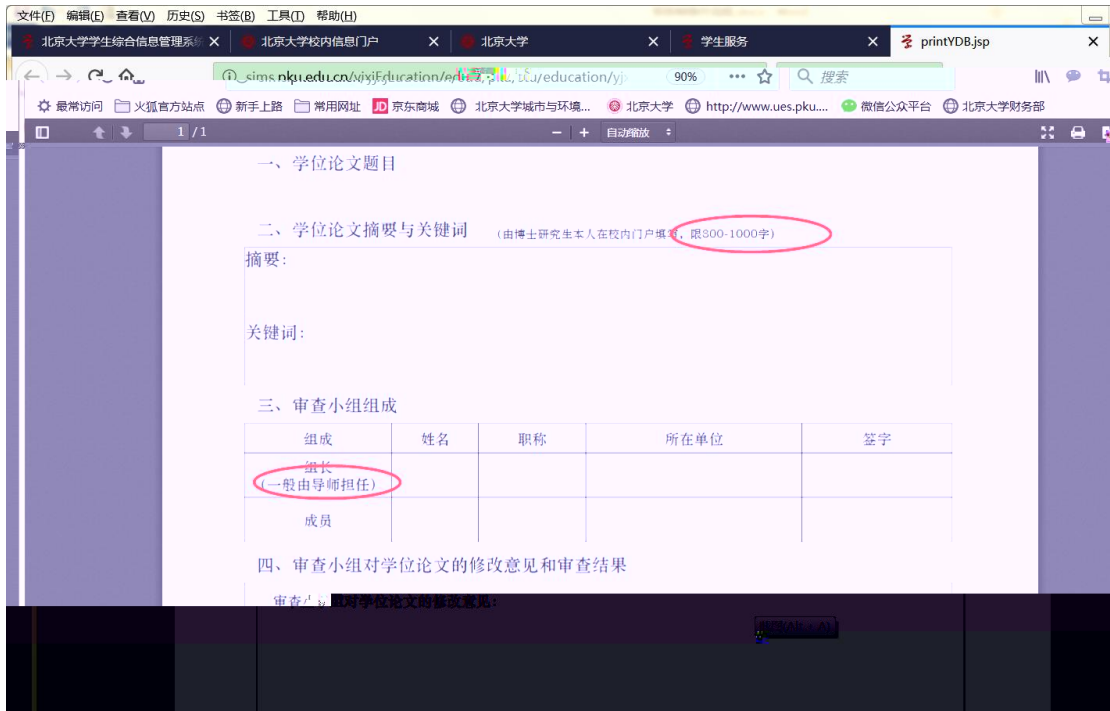 文件(F) 编辑(E) 查看(V) 历史(S) 书签(B) 工具(T) 帮助(H)
北京大学学生综合信息管理系统 × 北京大学校内信息门户 × 北京大学 × 学生服务 × printYDB.jsp ×
sims.pku.edu.cn 90% ··· 搜索
最常访问 火狐官方站点 新手上路 常用网址 JD 京东商城 北京大学城市与环境... 北京大学 http://www.ues.pku.... 微信公众平台 北京大学财务部
1 / 1 − + 自动缩放
一、学位论文题目
二、学位论文摘要与关键词 (由博士研究生本人在校内门户填写,限800-1000字)
摘要:
关键词:
三、审查小组组成
组成 姓名 职称 所在单位 签字
组长
(一般由导师担任)
成员
四、审查小组对学位论文的修改意见和审查结果
审查小组对学位论文的修改意见: